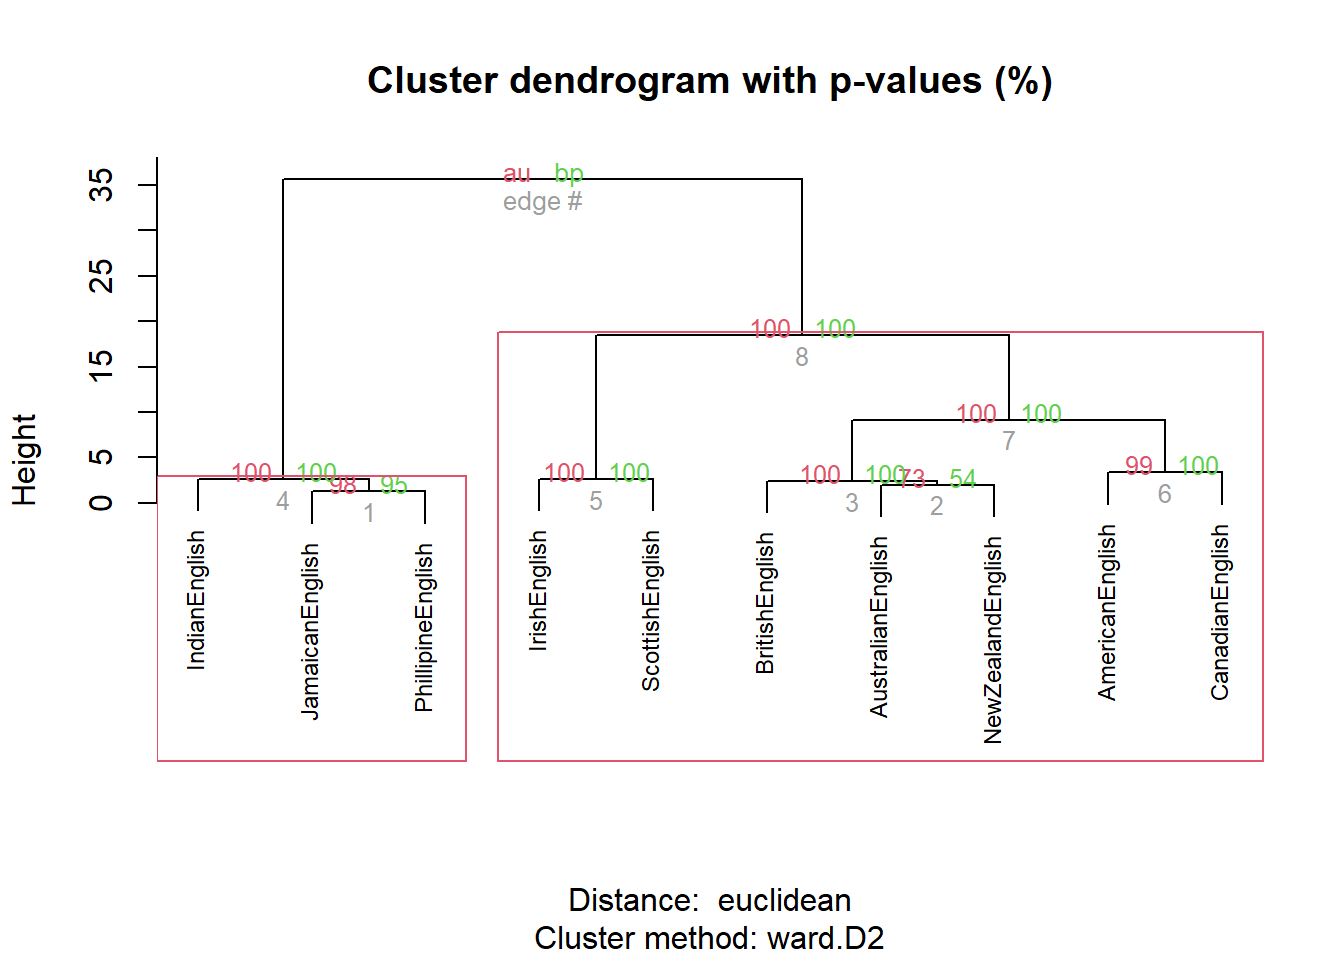 Cluster dendrogram with p-values (%)
Height
35
25
15
5
0
au bp
edge #
100 100
8
100 100
7
100 100
4
98 95
1
100 100
5
100 100
3
73 54
2
99 100
6
IndianEnglish
JamaicanEnglish
PhillipineEnglish
IrishEnglish
ScottishEnglish
BritishEnglish
AustralianEnglish
NewZealandEnglish
AmericanEnglish
CanadianEnglish
Distance: euclidean
Cluster method: ward.D2